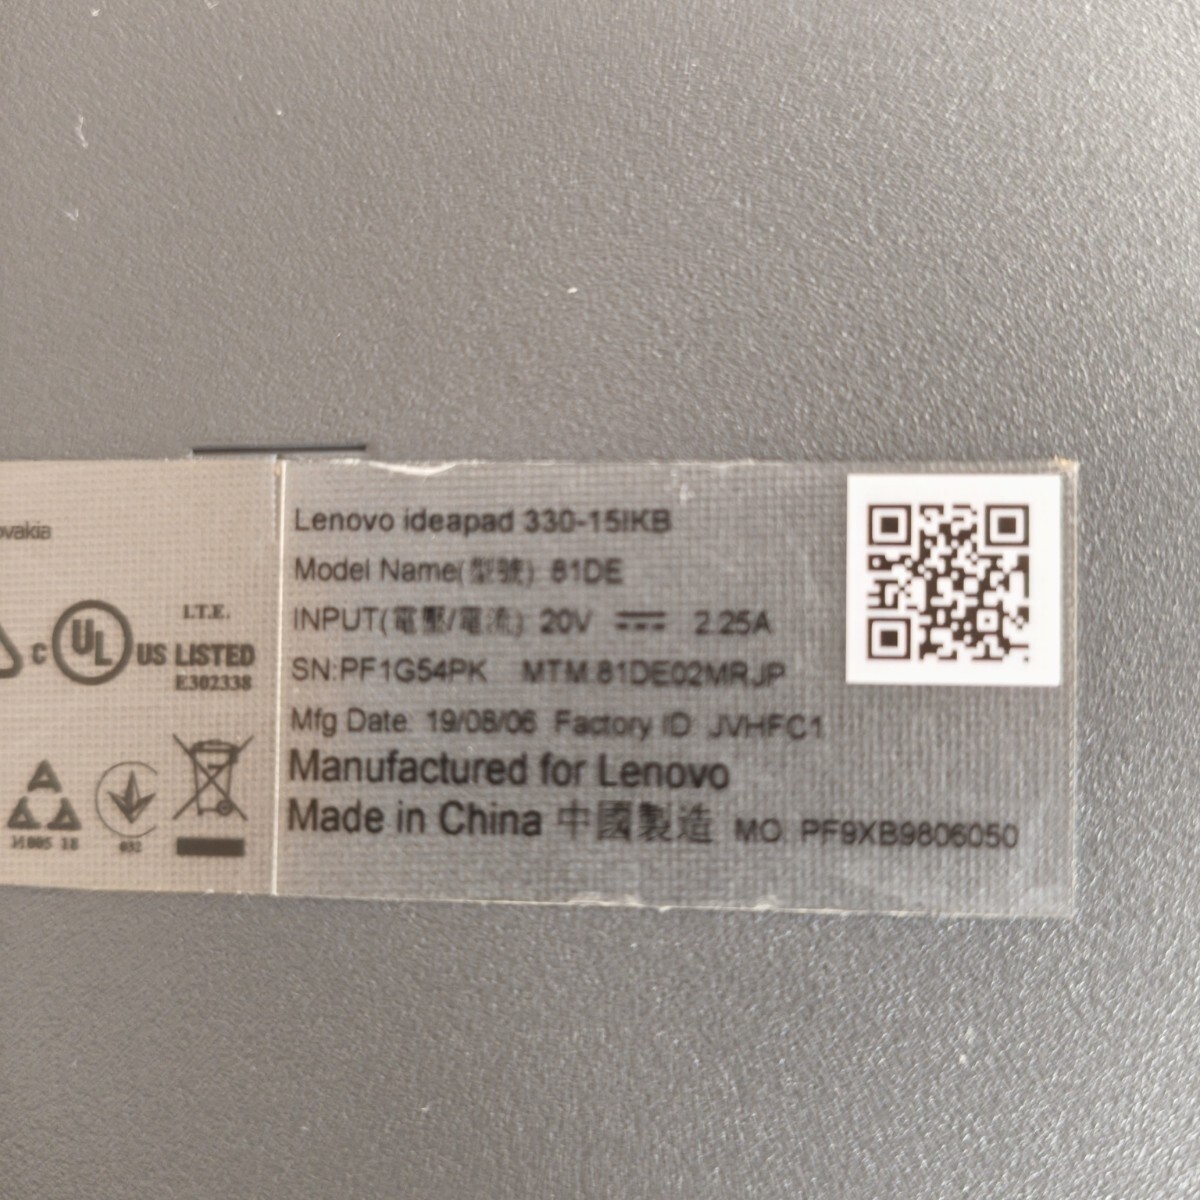 ovakia
C UL US LISTED
I.T.E.
E302338
Lenovo ideapad 330-15IKB
Model Name(型號) 81DE
INPUT(電壓/電流) 20V ⎓ 2.25A
SN:PF1G54PK MTM:81DE02MRJP
Mfg Date: 19/08/06 Factory ID: JVHFC1
Manufactured for Lenovo
Made in China 中國製造 MO: PF9XB9806050